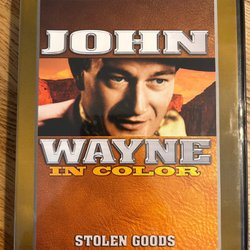 JOHN
WAYNE
IN COLOR
STOLEN GOODS